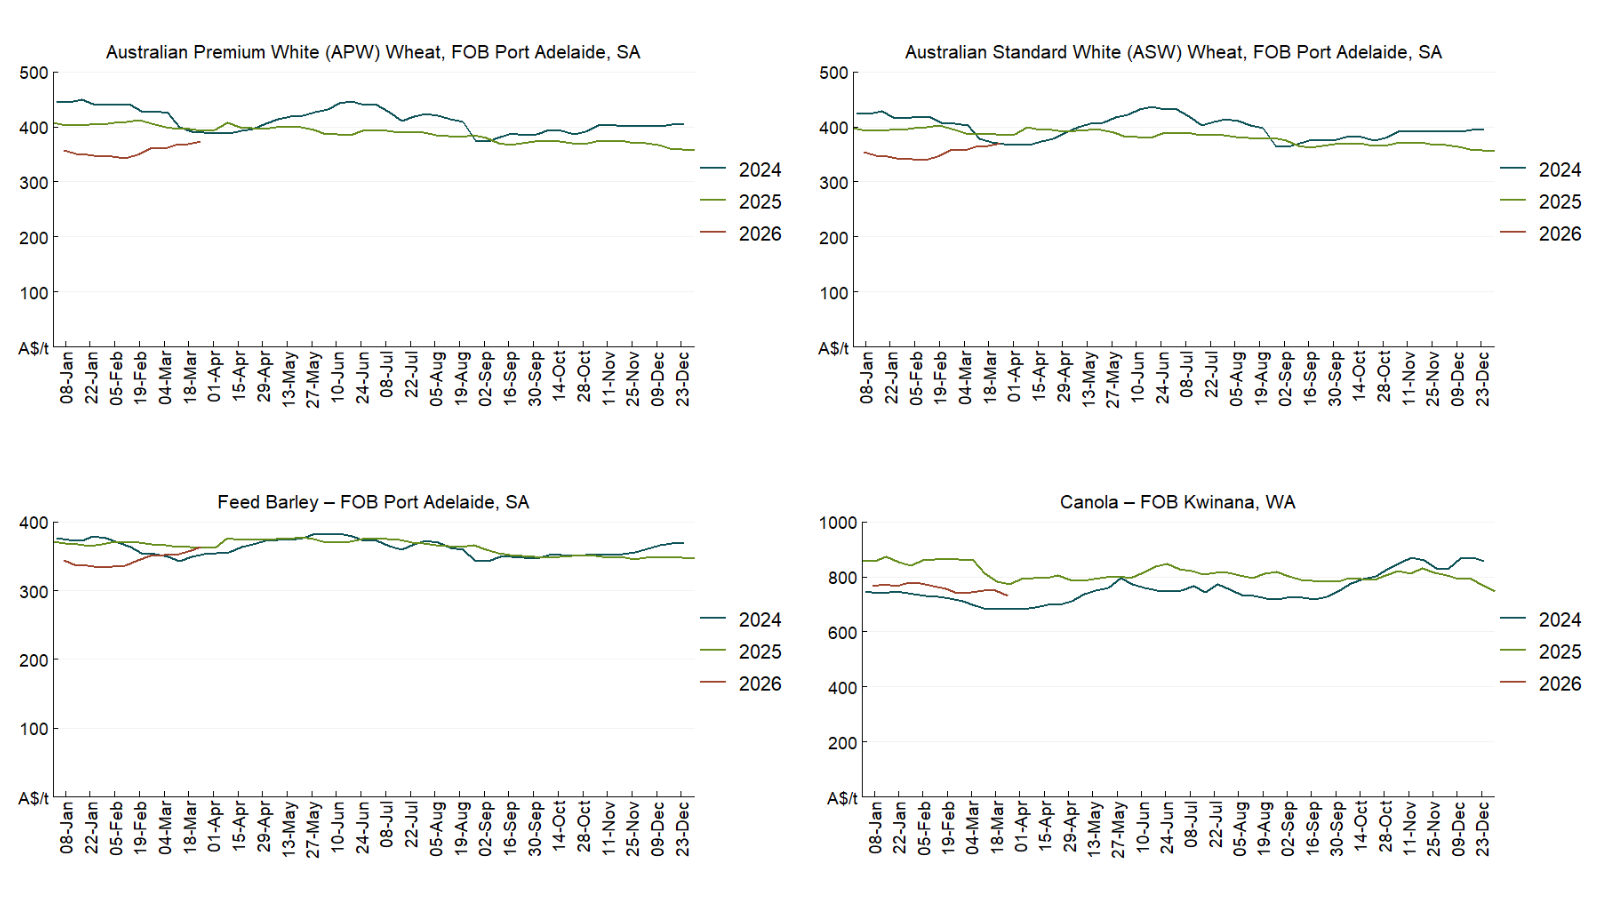 Australian Premium White (APW) Wheat, FOB Port Adelaide, SA
500
400
300
200
100
A$/t
08-Jan
22-Jan
05-Feb
19-Feb
04-Mar
18-Mar
01-Apr
15-Apr
29-Apr
13-May
27-May
10-Jun
24-Jun
08-Jul
22-Jul
05-Aug
19-Aug
02-Sep
16-Sep
30-Sep
14-Oct
28-Oct
11-Nov
25-Nov
09-Dec
23-Dec
2024
2025
2026
Australian Standard White (ASW) Wheat, FOB Port Adelaide, SA
500
400
300
200
100
A$/t
08-Jan
22-Jan
05-Feb
19-Feb
04-Mar
18-Mar
01-Apr
15-Apr
29-Apr
13-May
27-May
10-Jun
24-Jun
08-Jul
22-Jul
05-Aug
19-Aug
02-Sep
16-Sep
30-Sep
14-Oct
28-Oct
11-Nov
25-Nov
09-Dec
23-Dec
2024
2025
2026
Feed Barley – FOB Port Adelaide, SA
400
300
200
100
A$/t
08-Jan
22-Jan
05-Feb
19-Feb
04-Mar
18-Mar
01-Apr
15-Apr
29-Apr
13-May
27-May
10-Jun
24-Jun
08-Jul
22-Jul
05-Aug
19-Aug
02-Sep
16-Sep
30-Sep
14-Oct
28-Oct
11-Nov
25-Nov
09-Dec
23-Dec
2024
2025
2026
Canola – FOB Kwinana, WA
1000
800
600
400
200
A$/t
08-Jan
22-Jan
05-Feb
19-Feb
04-Mar
18-Mar
01-Apr
15-Apr
29-Apr
13-May
27-May
10-Jun
24-Jun
08-Jul
22-Jul
05-Aug
19-Aug
02-Sep
16-Sep
30-Sep
14-Oct
28-Oct
11-Nov
25-Nov
09-Dec
23-Dec
2024
2025
2026